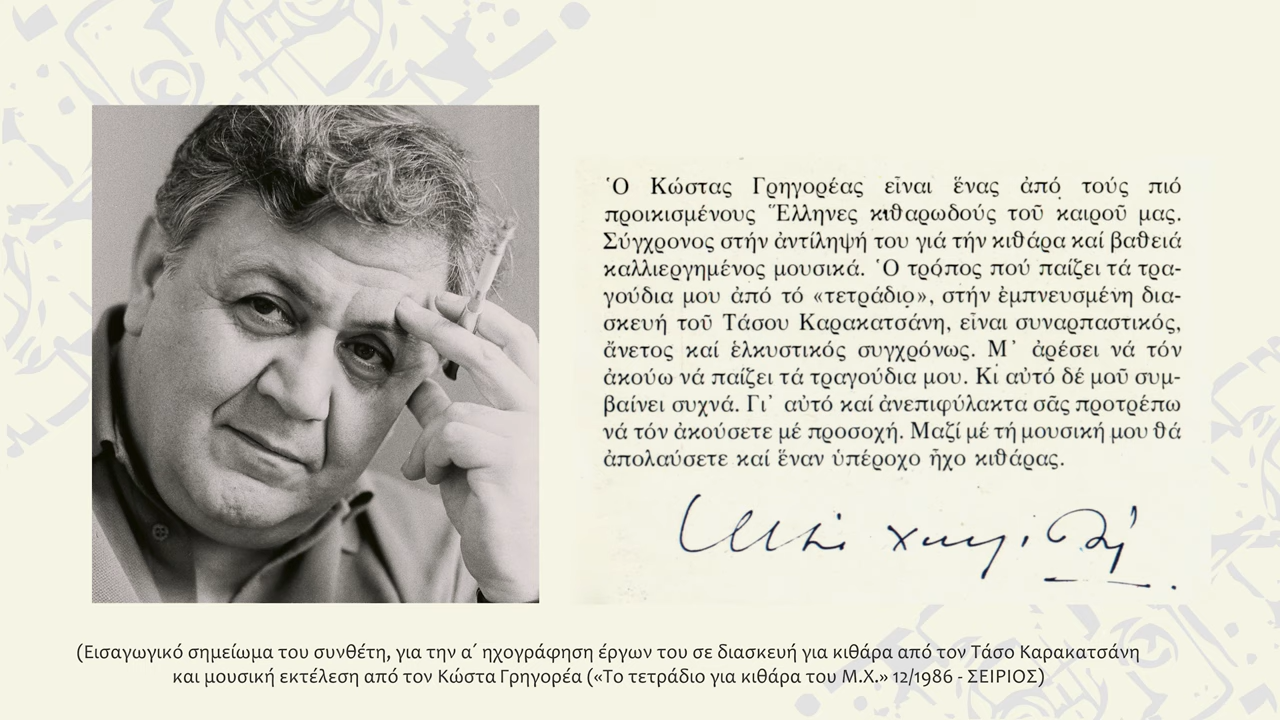 Ὁ Κώστας Γρηγορέας εἶναι ἕνας ἀπό τούς πιό
προικισμένους Ἕλληνες κιθαρωδούς τοῦ καιροῦ μας.
Σύγχρονος στήν ἀντίληψή του γιά τήν κιθάρα καί βαθειά
καλλιεργημένος μουσικά. Ὁ τρόπος πού παίζει τά τρα-
γούδια μου ἀπό τό «τετράδιο», στήν ἐμπνευσμένη δια-
σκευή τοῦ Τάσου Καρακατσάνη, εἶναι συναρπαστικός,
ἄνετος καί ἑλκυστικός συγχρόνως. Μ᾽ ἀρέσει νά τόν
ἀκούω νά παίζει τά τραγούδια μου. Κι αὐτό δέ μοῦ συμ-
βαίνει συχνά. Γι᾽ αὐτό καί ἀνεπιφύλακτα σᾶς προτρέπω
νά τόν ἀκούσετε μέ προσοχή. Μαζί μέ τή μουσική μου θά
ἀπολαύσετε καί ἕναν ὑπέροχο ἦχο κιθάρας.
(Εισαγωγικό σημείωμα του συνθέτη, για την α΄ ηχογράφηση έργων του σε διασκευή για κιθάρα από τον Τάσο Καρακατσάνη
και μουσική εκτέλεση από τον Κώστα Γρηγορέα («Το τετράδιο για κιθάρα του Μ.Χ.» 12/1986 - ΣΕΙΡΙΟΣ)